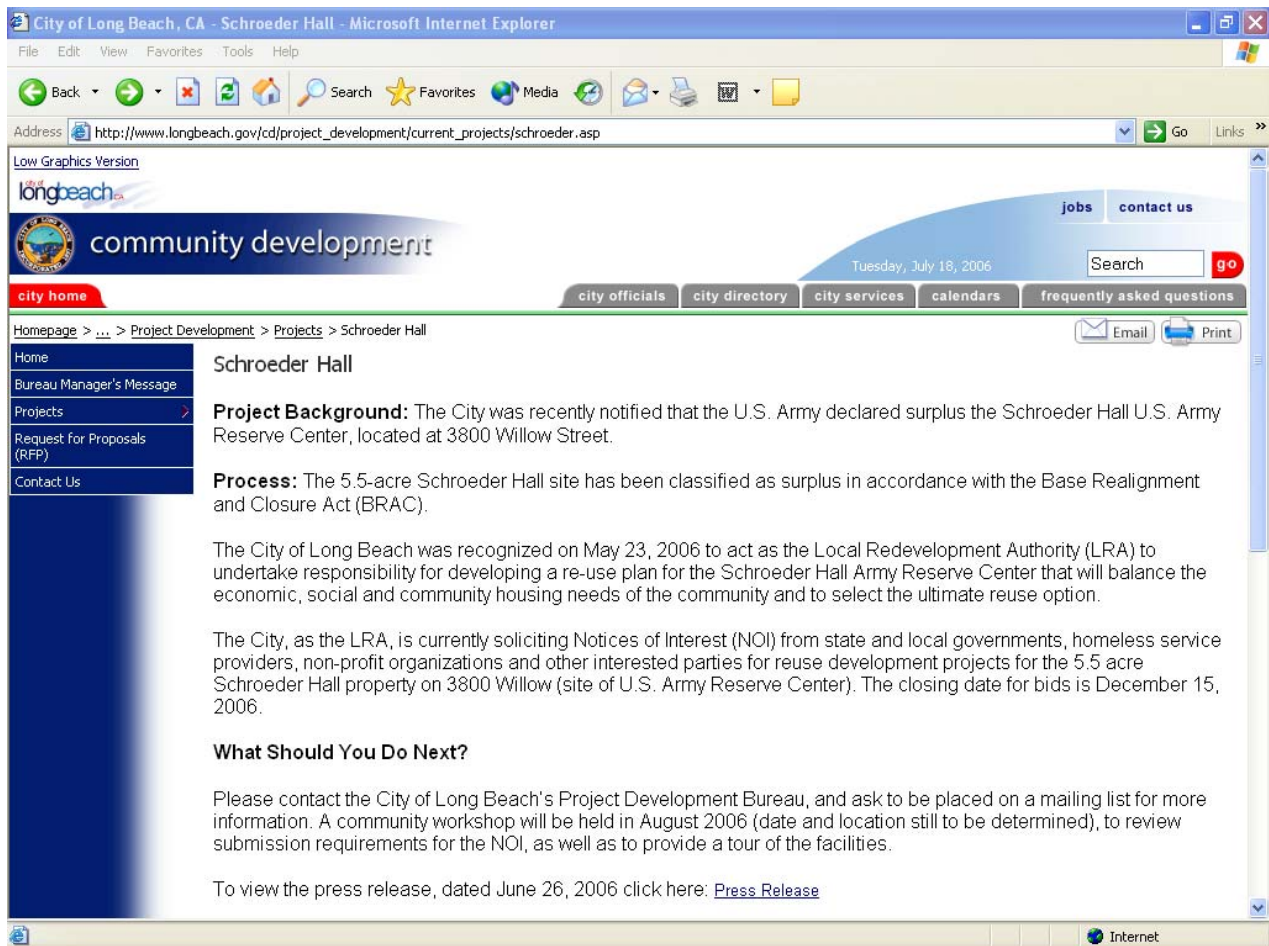 City of Long Beach, CA - Schroeder Hall - Microsoft Internet Explorer
File Edit View Favorites Tools Help
Back Search Favorites Media
Address http://www.longbeach.gov/cd/project_development/current_projects/schroeder.asp Go Links »
Low Graphics Version
city of
longbeach CA
jobs contact us
community development
Tuesday, July 18, 2006 Search go
city home city officials city directory city services calendars frequently asked questions
Homepage > ... > Project Development > Projects > Schroeder Hall Email Print
Home
Bureau Manager's Message
Projects
Request for Proposals
(RFP)
Contact Us
Schroeder Hall
Project Background: The City was recently notified that the U.S. Army declared surplus the Schroeder Hall U.S. Army
Reserve Center, located at 3800 Willow Street.
Process: The 5.5-acre Schroeder Hall site has been classified as surplus in accordance with the Base Realignment
and Closure Act (BRAC).
The City of Long Beach was recognized on May 23, 2006 to act as the Local Redevelopment Authority (LRA) to
undertake responsibility for developing a re-use plan for the Schroeder Hall Army Reserve Center that will balance the
economic, social and community housing needs of the community and to select the ultimate reuse option.
The City, as the LRA, is currently soliciting Notices of Interest (NOI) from state and local governments, homeless service
providers, non-profit organizations and other interested parties for reuse development projects for the 5.5 acre
Schroeder Hall property on 3800 Willow (site of U.S. Army Reserve Center). The closing date for bids is December 15,
2006.
What Should You Do Next?
Please contact the City of Long Beach's Project Development Bureau, and ask to be placed on a mailing list for more
information. A community workshop will be held in August 2006 (date and location still to be determined), to review
submission requirements for the NOI, as well as to provide a tour of the facilities.
To view the press release, dated June 26, 2006 click here: Press Release
Internet